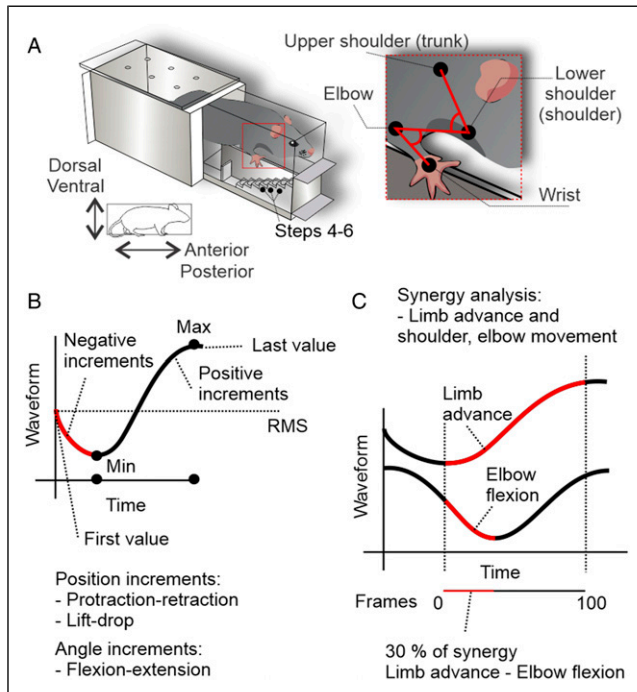 A
Upper shoulder (trunk)
Elbow
Lower
shoulder
(shoulder)
Wrist
Dorsal
Ventral
Steps 4-6
Anterior
Posterior
B
Negative
increments
Max
Last value
Positive
increments
RMS
Waveform
Min
Time
First value
Position increments:
- Protraction-retraction
- Lift-drop
Angle increments:
- Flexion-extension
C
Synergy analysis:
- Limb advance and
shoulder, elbow movement
Limb
advance
Elbow
flexion
Waveform
Time
Frames 0 100
30 % of synergy
Limb advance - Elbow flexion